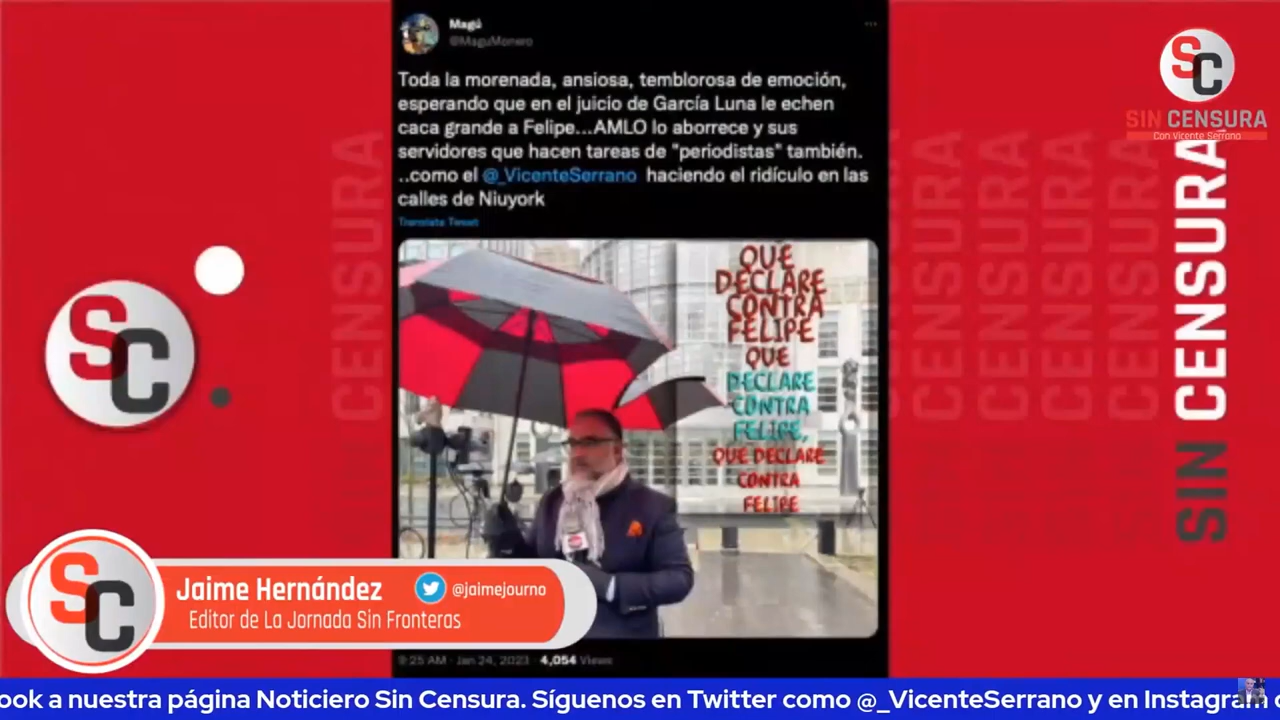 Magú
@MaguMonero
...
Toda la morenada, ansiosa, temblorosa de emoción,
esperando que en el juicio de García Luna le echen
caca grande a Felipe...AMLO lo aborrece y sus
servidores que hacen tareas de "periodistas" también.
..como el @_VicenteSerrano haciendo el ridículo en las
calles de Niuyork
Translate Tweet
QUE
DECLARE
CONTRA
FELIPE
QUE
DECLARE
CONTRA
FELIPE,
QUE DECLARE
CONTRA
FELIPE
9:25 AM · Jan 24, 2023 4,054 Views
SC
SIN CENSURA
Con Vicente Serrano
SC
CENSURA
CENSURA
CENSURA
CENSURA
CENSURA
SIN CENSURA
SC
Jaime Hernández
@jaimejourno
Editor de La Jornada Sin Fronteras
ook a nuestra página Noticiero Sin Censura. Síguenos en Twitter como @_VicenteSerrano y en Instagram